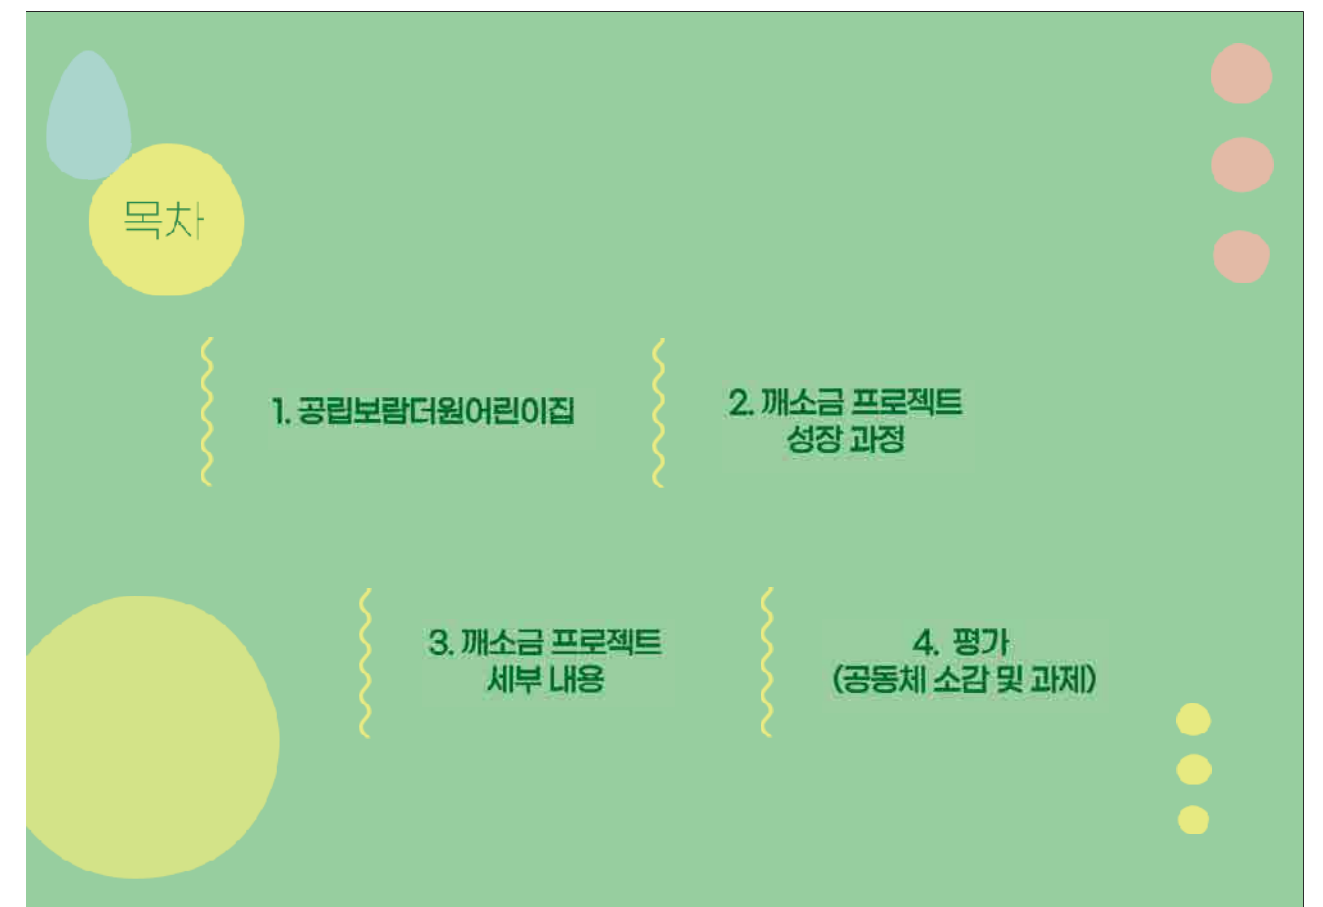 목차
1. 공립보람더원어린이집
2. 깨소금 프로젝트
성장 과정
3. 깨소금 프로젝트
세부 내용
4. 평가
(공동체 소감 및 과제)